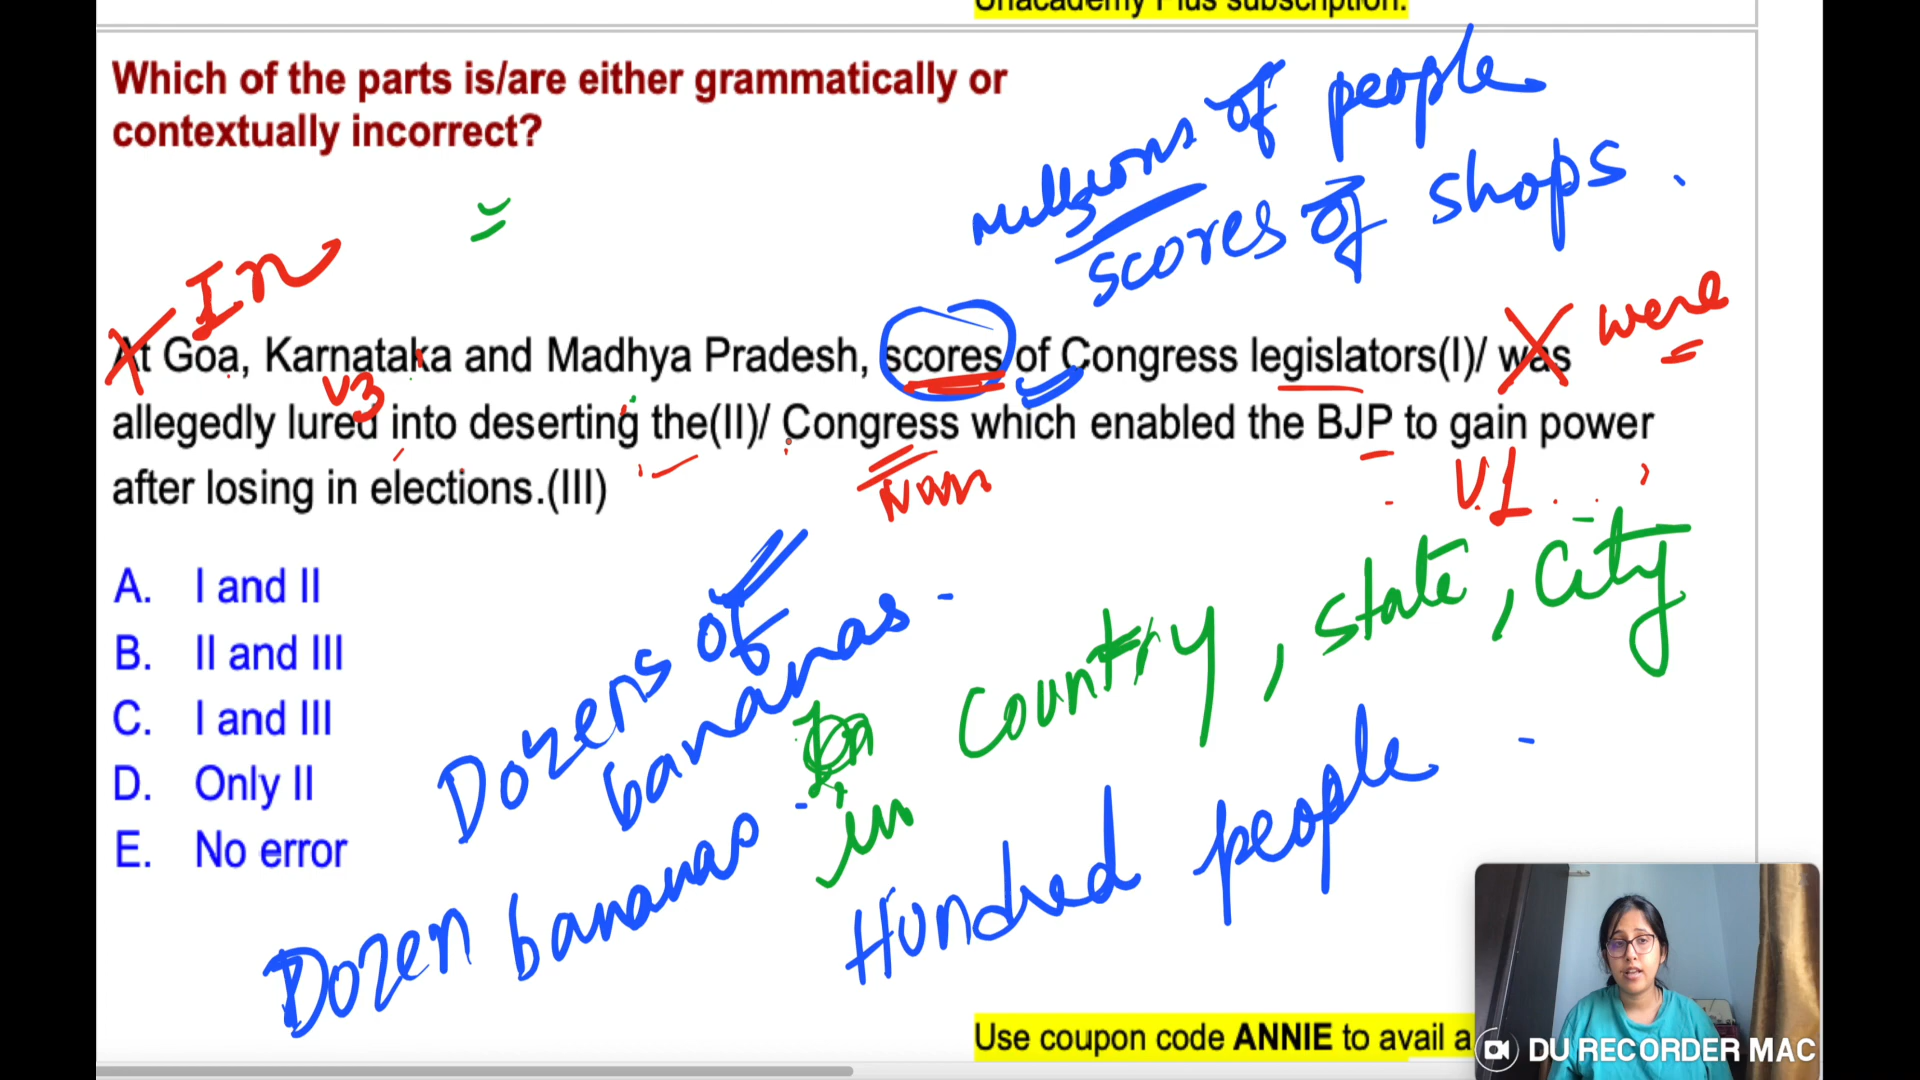 Unacademy Plus subscription.
Which of the parts is/are either grammatically or
contextually incorrect?
millions of people
scores of shops.
In
were
At Goa, Karnataka and Madhya Pradesh, scores of Congress legislators(I)/ was
V3
allegedly lured into deserting the(II)/ Congress which enabled the BJP to gain power
V1
after losing in elections.(III)
A. I and II
B. II and III
C. I and III
D. Only II
E. No error
Dozens of
bananas
Country, state, city
in
Dozen bananas
Hundred people
Use coupon code ANNIE to avail a
DU RECORDER MAC